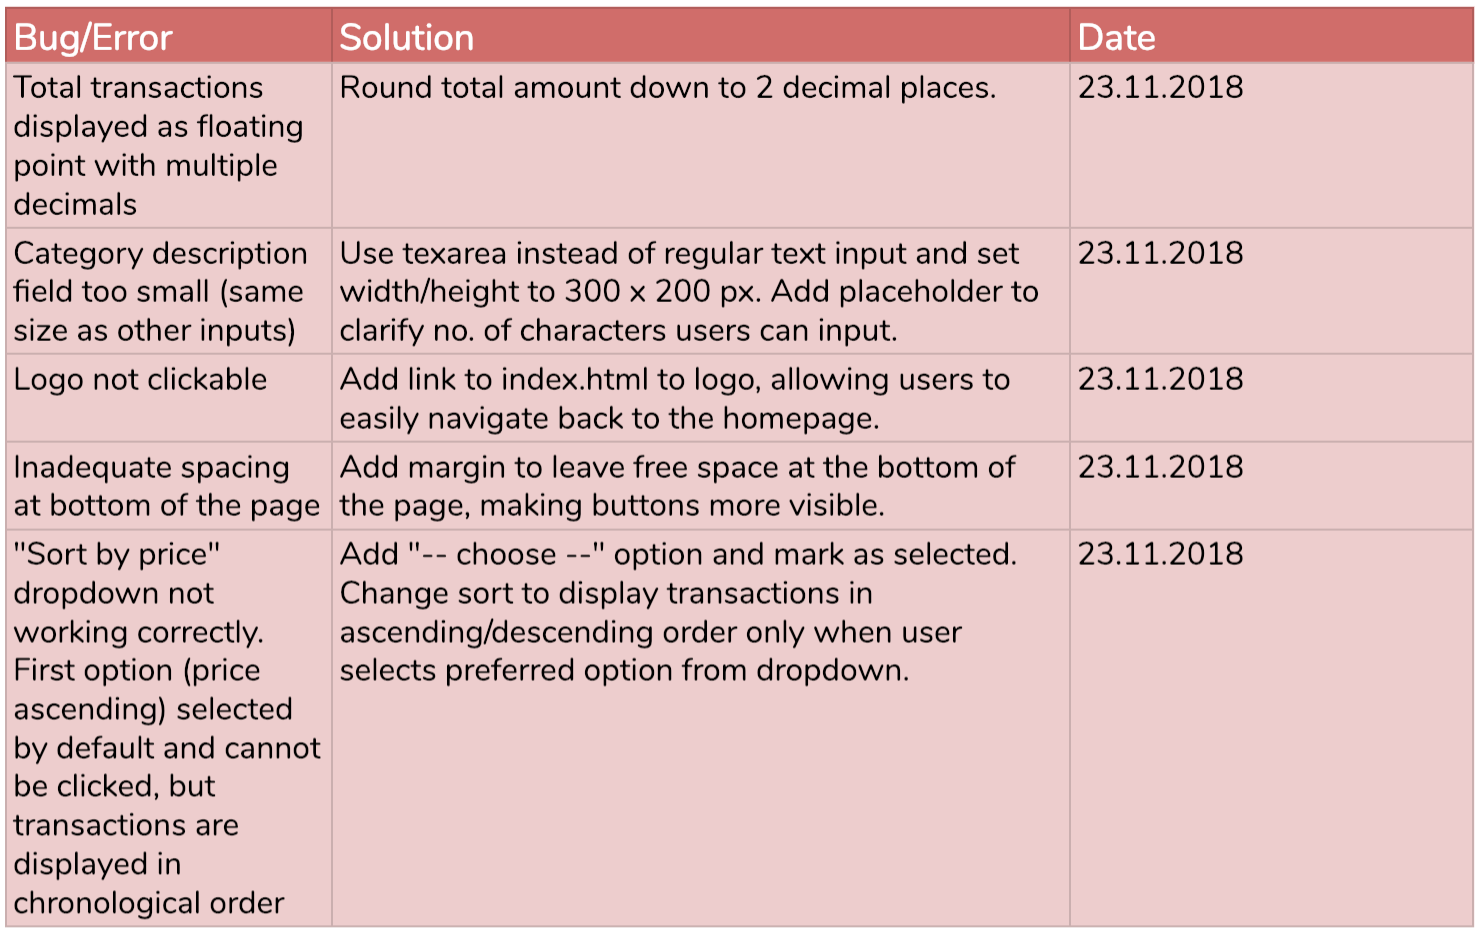 Bug/Error Solution Date
Total transactions
displayed as floating
point with multiple
decimals
Round total amount down to 2 decimal places.
23.11.2018
Category description
field too small (same
size as other inputs)
Use texarea instead of regular text input and set
width/height to 300 x 200 px. Add placeholder to
clarify no. of characters users can input.
23.11.2018
Logo not clickable
Add link to index.html to logo, allowing users to
easily navigate back to the homepage.
23.11.2018
Inadequate spacing
at bottom of the page
Add margin to leave free space at the bottom of
the page, making buttons more visible.
23.11.2018
"Sort by price"
dropdown not
working correctly.
First option (price
ascending) selected
by default and cannot
be clicked, but
transactions are
displayed in
chronological order
Add "-- choose --" option and mark as selected.
Change sort to display transactions in
ascending/descending order only when user
selects preferred option from dropdown.
23.11.2018